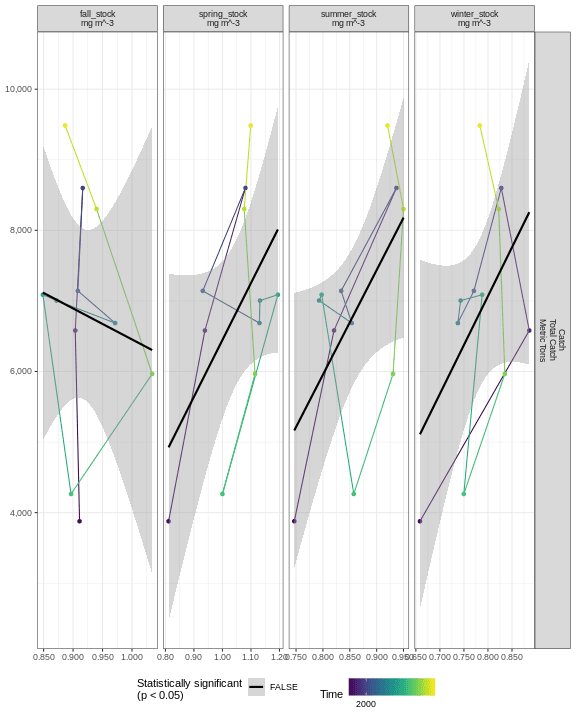 fall_stock
mg m^-3
spring_stock
mg m^-3
summer_stock
mg m^-3
winter_stock
mg m^-3
10,000
8,000
6,000
4,000
Catch
Total Catch
Metric Tons
0.850 0.900 0.950 1.000
0.80 0.90 1.00 1.10 1.20
0.750 0.800 0.850 0.900 0.950
0.650 0.700 0.750 0.800 0.850
Statistically significant
(p < 0.05)
FALSE
Time
2000